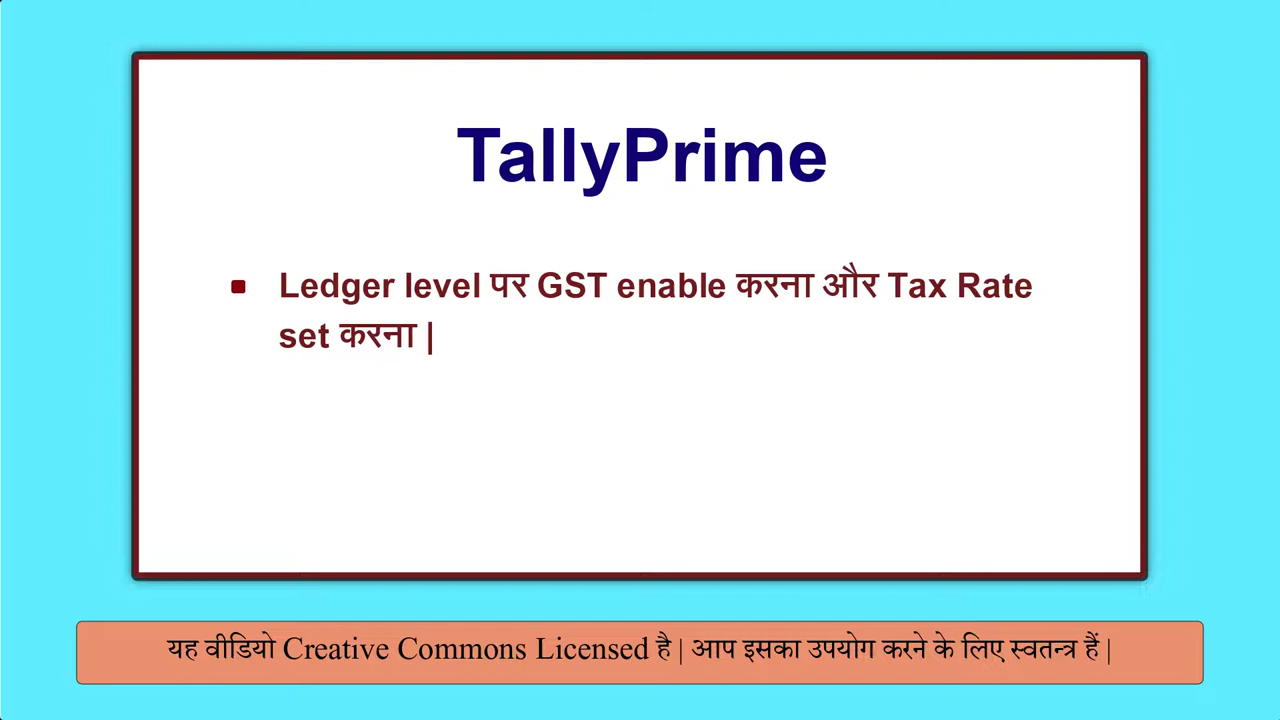 TallyPrime
Ledger level पर GST enable करना और Tax Rate
set करना |
यह वीडियो Creative Commons Licensed है | आप इसका उपयोग करने के लिए स्वतन्त्र हैं |